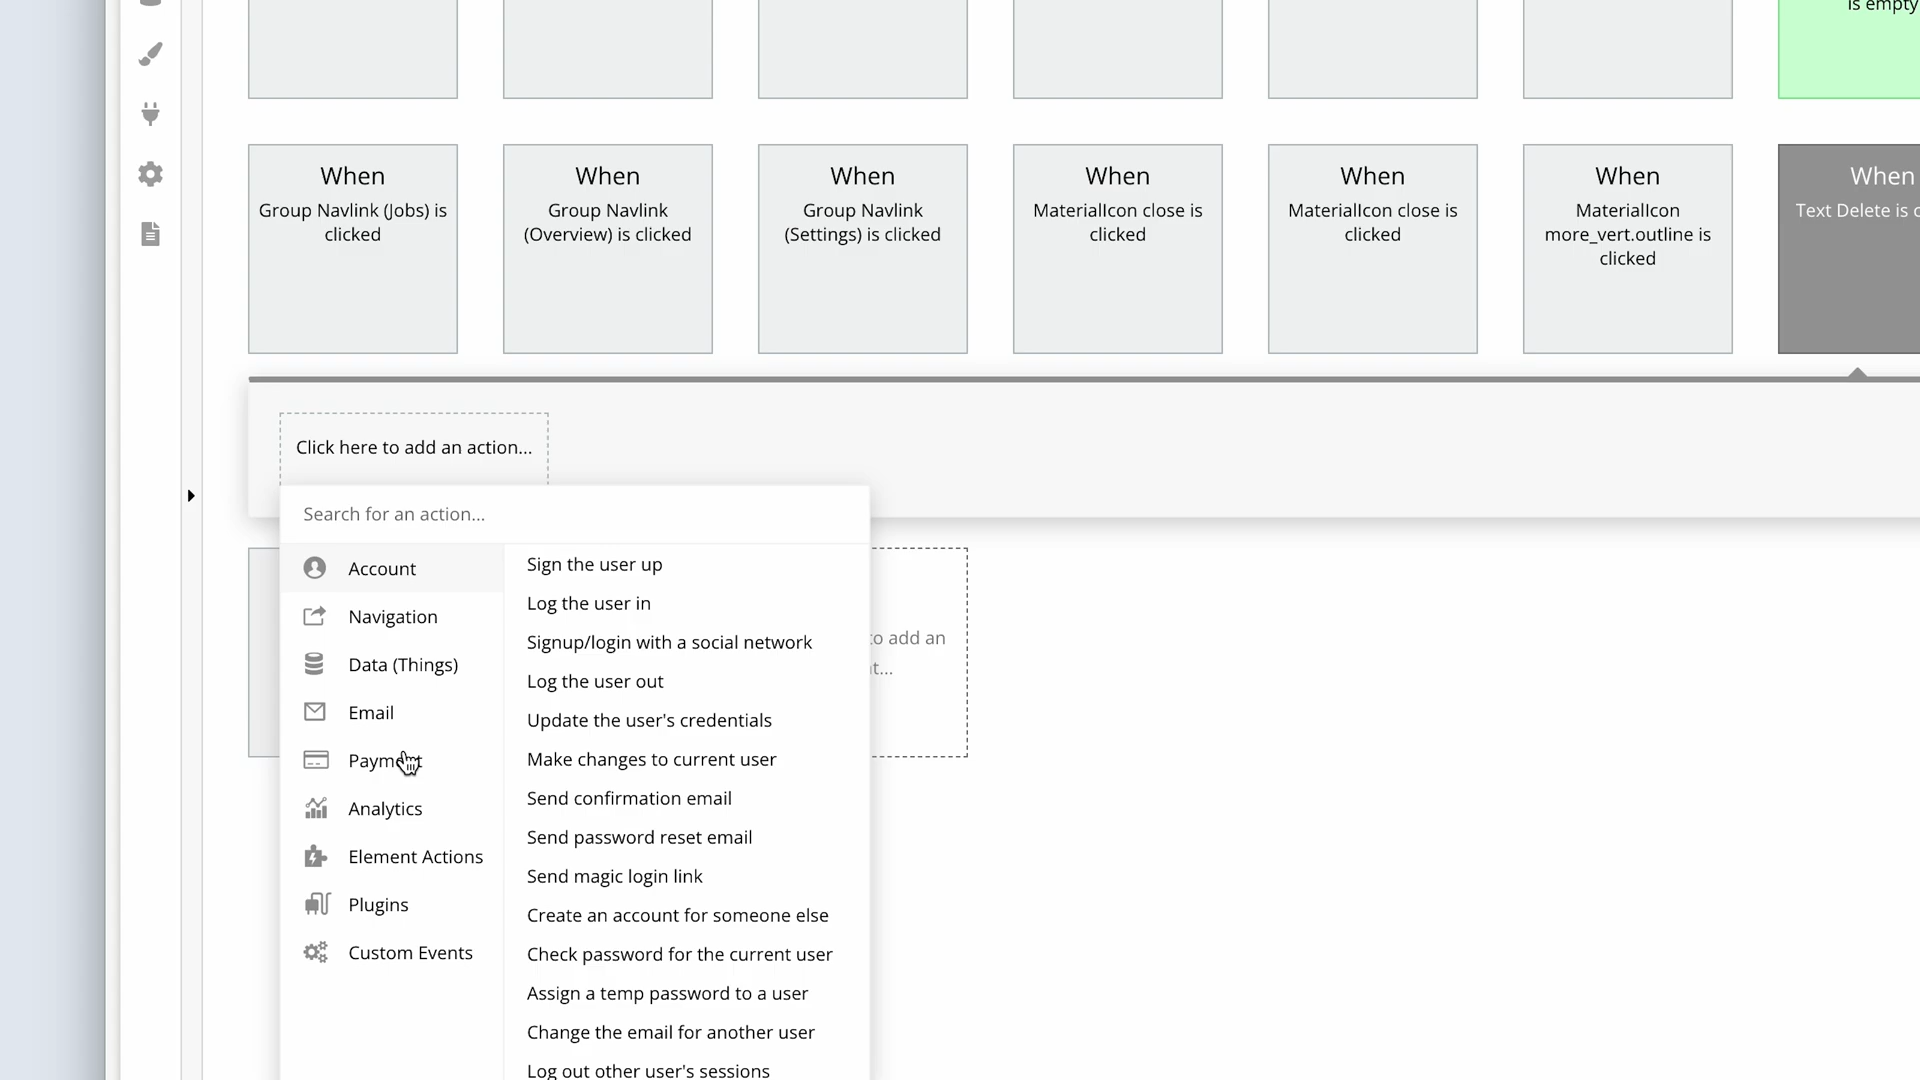 is empty
When
Group Navlink (Jobs) is
clicked
When
Group Navlink
(Overview) is clicked
When
Group Navlink
(Settings) is clicked
When
MaterialIcon close is
clicked
When
MaterialIcon close is
clicked
When
MaterialIcon
more_vert.outline is
clicked
When
Text Delete is c
Click here to add an action...
Search for an action...
Account
Navigation
Data (Things)
Email
Payment
Analytics
Element Actions
Plugins
Custom Events
Sign the user up
Log the user in
Signup/login with a social network
Log the user out
Update the user's credentials
Make changes to current user
Send confirmation email
Send password reset email
Send magic login link
Create an account for someone else
Check password for the current user
Assign a temp password to a user
Change the email for another user
Log out other user's sessions
to add an
t...